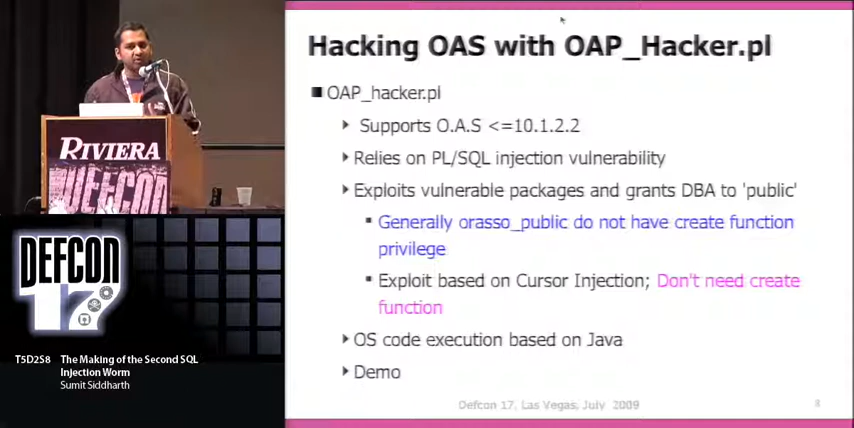 Hacking OAS with OAP_Hacker.pl
OAP_hacker.pl
Supports O.A.S <=10.1.2.2
Relies on PL/SQL injection vulnerability
Exploits vulnerable packages and grants DBA to 'public'
Generally orasso_public do not have create function
privilege
Exploit based on Cursor Injection; Don't need create
function
OS code execution based on Java
Demo
Defcon 17, Las Vegas, July 2009
8
RIVIERA
DEFCON
DEFCON
17
T5D2S8 The Making of the Second SQL
Injection Worm
Sumit Siddharth